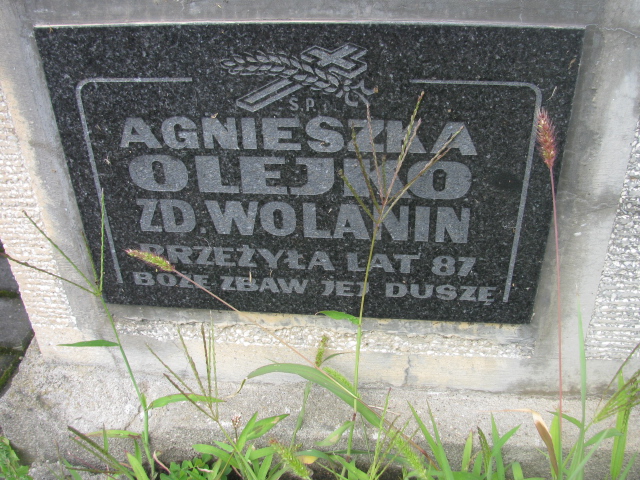 Ś.P.
AGNIESZKA
OLEJKO
ZD. WOLANIN
PRZEŻYŁA LAT 87
BOŻE ZBAW JEJ DUSZĘ